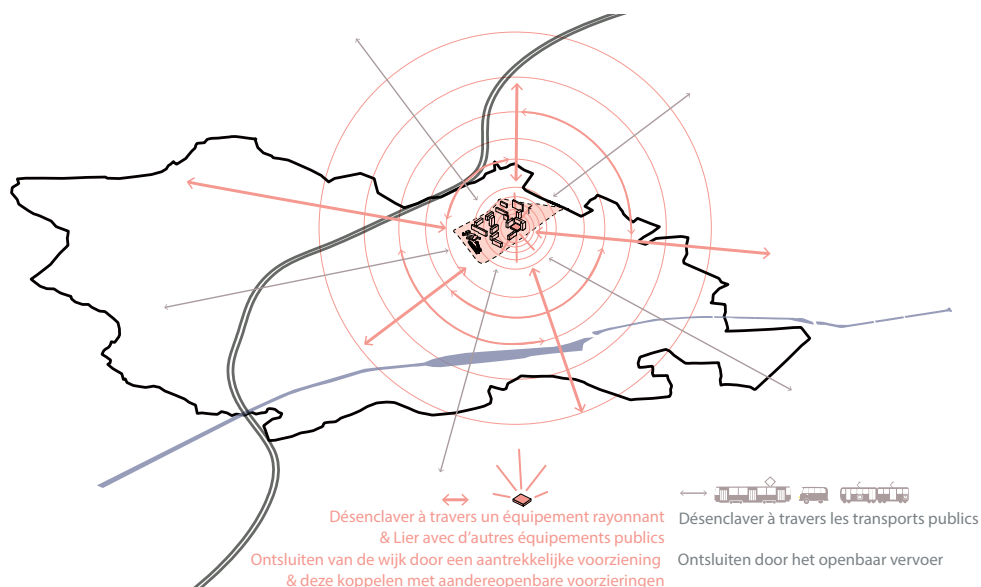 Désenclaver à travers un équipement rayonnant
& Lier avec d'autres équipements publics
Ontsluiten van de wijk door een aantrekkelijke voorziening
& deze koppelen met aandereopenbare voorzieringen
Désenclaver à travers les transports publics
Ontsluiten door het openbaar vervoer